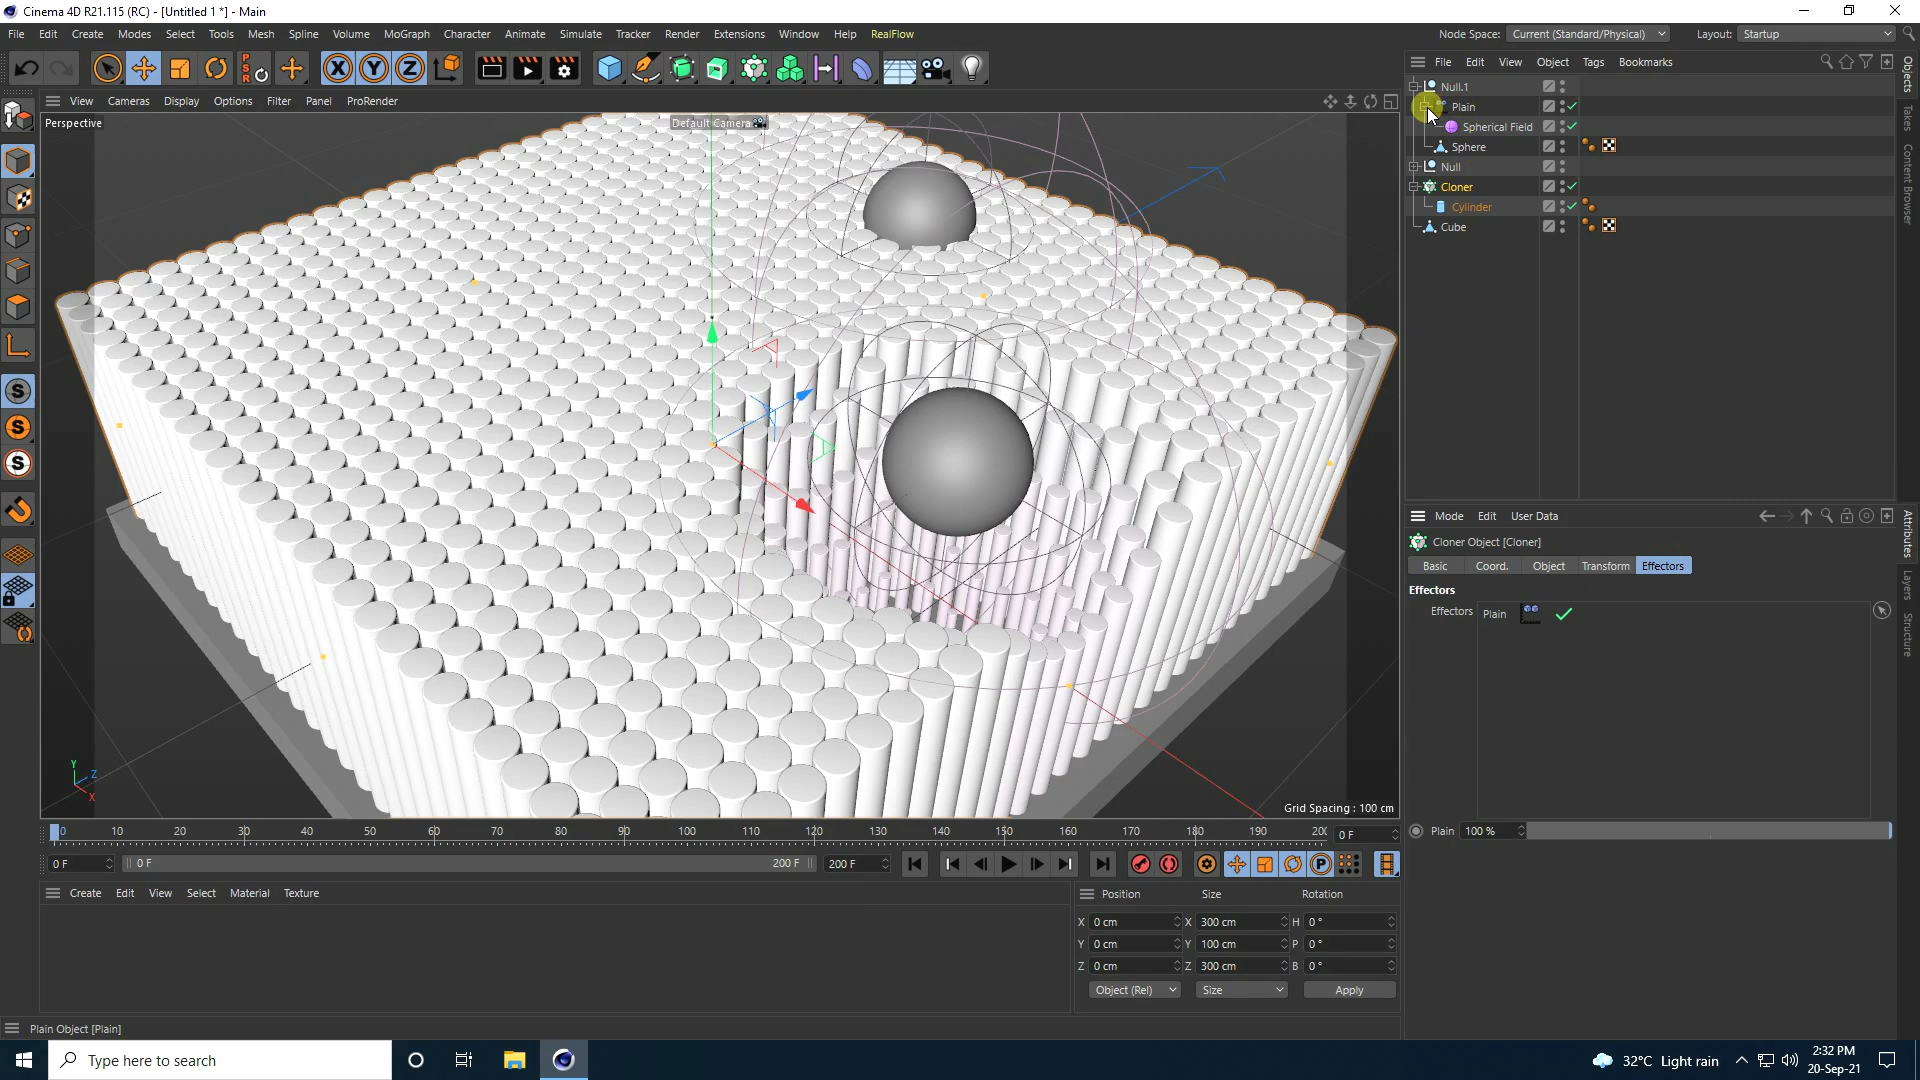 Cinema 4D R21.115 (RC) - [Untitled 1 *] - Main
File Edit Create Modes Select Tools Mesh Spline Volume MoGraph Character Animate Simulate Tracker Render Extensions Window Help RealFlow
Node Space: Current (Standard/Physical) Layout: Startup
File Edit View Object Tags Bookmarks
View Cameras Display Options Filter Panel ProRender
Perspective
Default Camera
Null.1
Plain
Spherical Field
Sphere
Null
Cloner
Cylinder
Cube
Objects
Takes
Content Browser
Mode Edit User Data
Cloner Object [Cloner]
Basic Coord. Object Transform Effectors
Effectors
Effectors Plain
Plain 100 %
Attributes
Layers
Structure
Y
Z
X
Grid Spacing : 100 cm
0 10 20 30 40 50 60 70 80 90 100 110 120 130 140 150 160 170 180 190 200 0 F
0 F 0 F 200 F 200 F
Create Edit View Select Material Texture
Position Size Rotation
X 0 cm X 300 cm H 0 °
Y 0 cm Y 100 cm P 0 °
Z 0 cm Z 300 cm B 0 °
Object (Rel) Size Apply
Plain Object [Plain]
Type here to search
32°C Light rain
2:32 PM
20-Sep-21